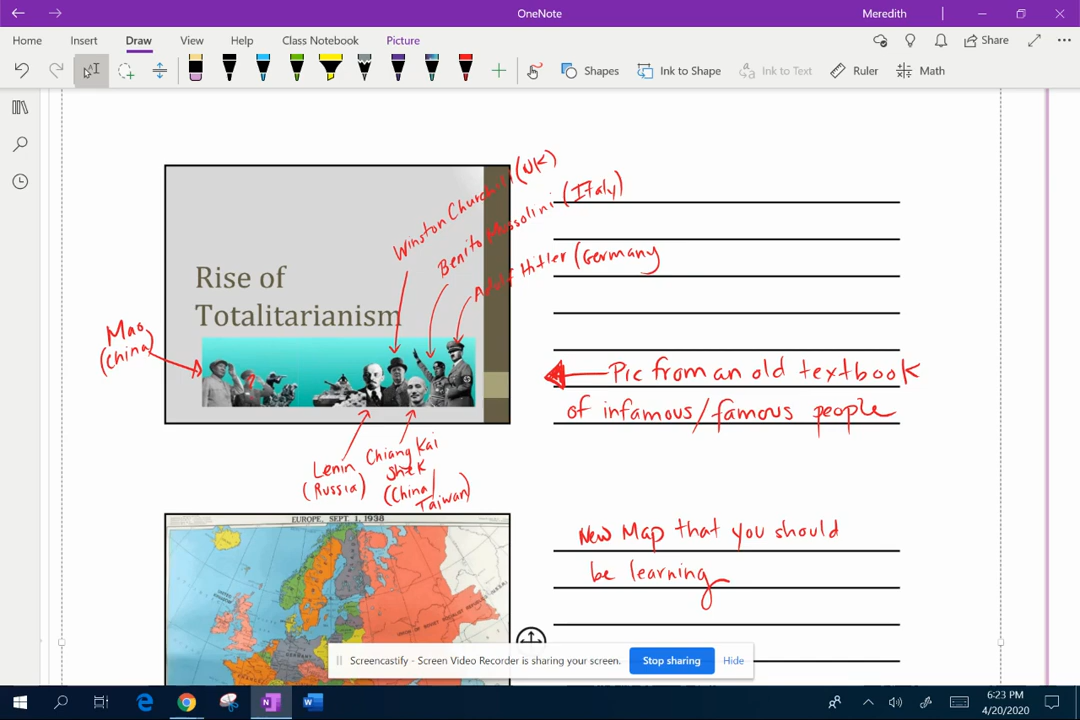 OneNote
Meredith
Home Insert Draw View Help Class Notebook Picture
Share
Shapes Ink to Shape Ink to Text Ruler Math
Winston Churchill (UK)
Benito Mussolini (Italy)
Adolf Hitler (Germany
Rise of
Totalitarianism
Mao
(China)
?
Pic from an old textbook
of infamous/famous people
Lenin
(Russia)
Chiang Kai
Shek
(China/
Taiwan)
EUROPE, SEPT. 1, 1938
New Map that you should
be learning
Screencastify - Screen Video Recorder is sharing your screen.
Stop sharing
Hide
6:23 PM
4/20/2020